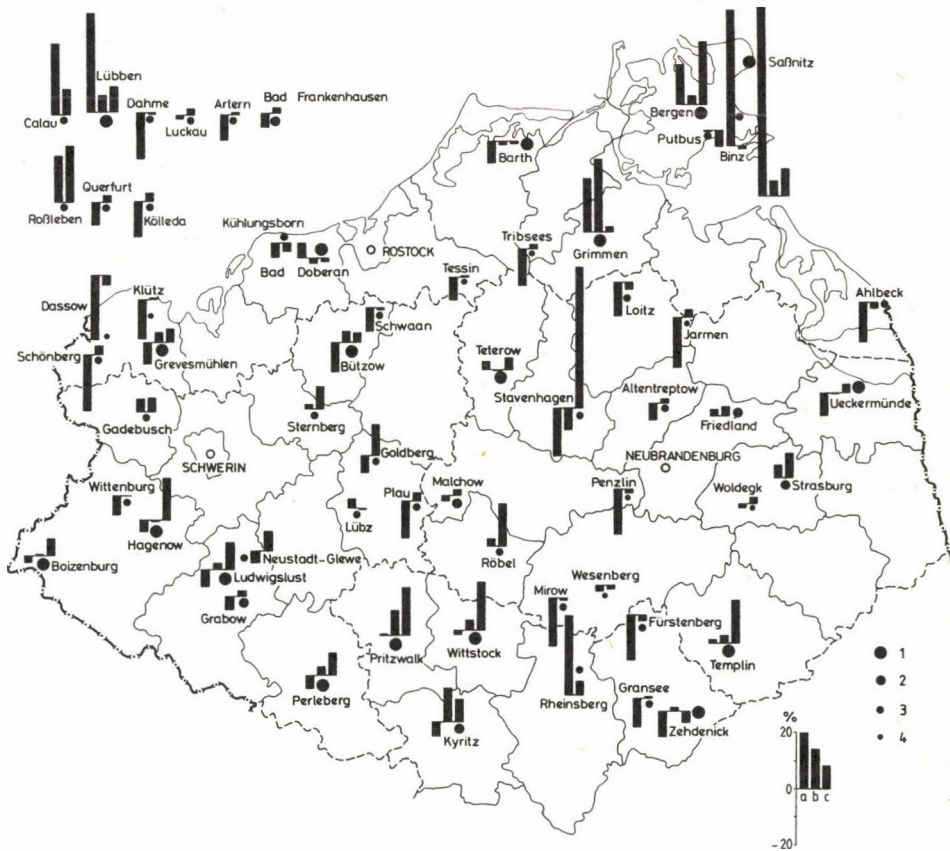 Saßnitz
Lübben
Dahme
Artern
Bad Frankenhausen
Calau
Luckau
Bergen
Putbus
Binz
Barth
Querfurt
Roßleben
Kölleda
Kühlungsborn
ROSTOCK
Tribsees
Grimmen
Bad Doberan
Tessin
Dassow
Klütz
Loitz
Ahlbeck
Schwaan
Jarmen
Schönberg
Grevesmühlen
Bützow
Teterow
Stavenhagen
Altentreptow
Ueckermünde
Gadebusch
Sternberg
Friedland
Goldberg
SCHWERIN
NEUBRANDENBURG
Wittenburg
Plau
Malchow
Penzlin
Woldegk
Strasburg
Lübz
Hagenow
Neustadt-Glewe
Röbel
Boizenburg
Ludwigslust
Wesenberg
Mirow
Grabow
Fürstenberg
Pritzwalk
Wittstock
Templin
1
2
Perleberg
Gransee
Rheinsberg
3
Kyritz
Zehdenick
4
%
20
a b c
0
-20